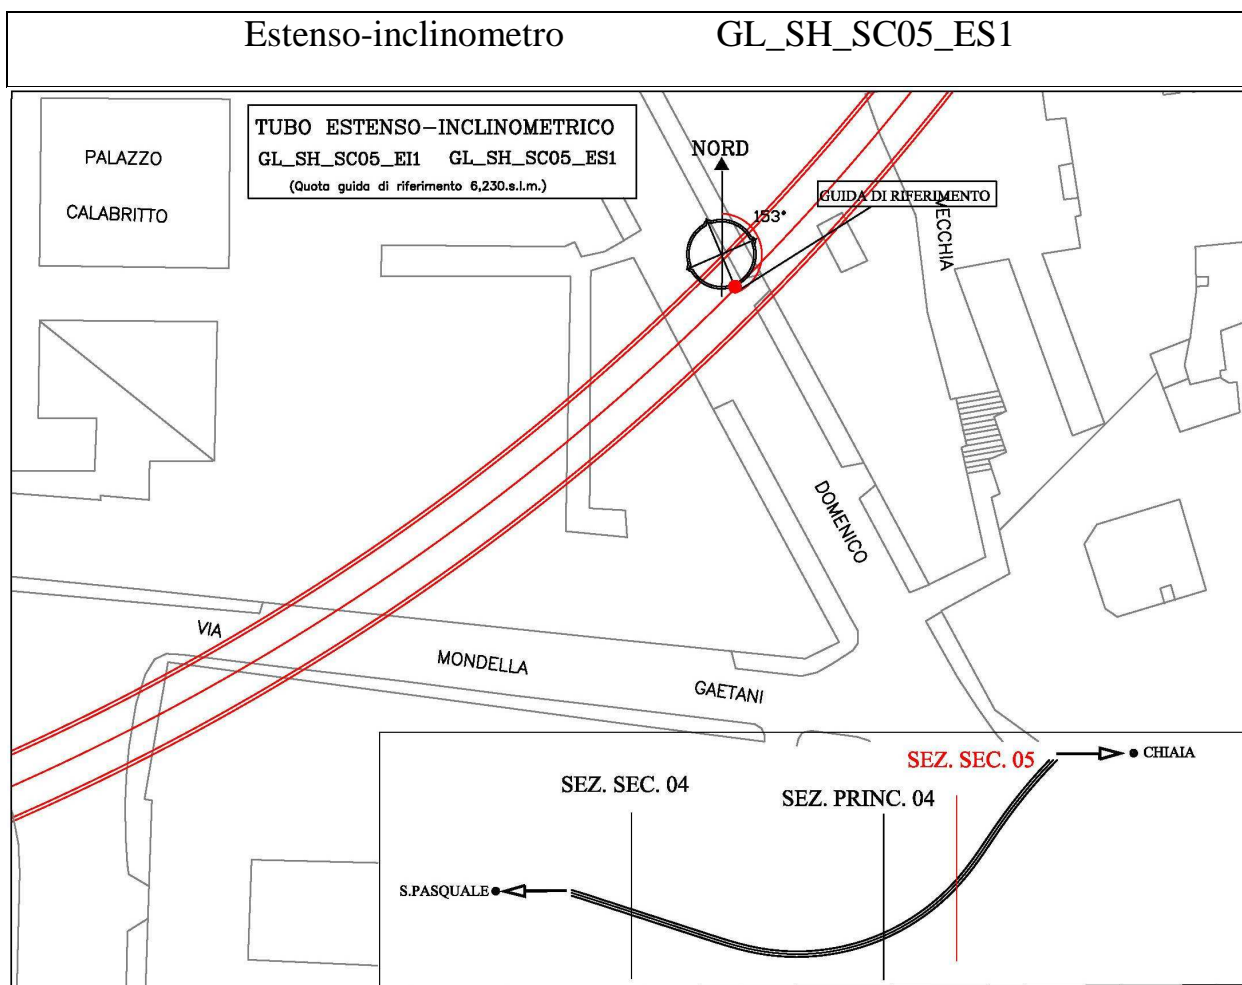 Estenso-inclinometro GL_SH_SC05_ES1
TUBO ESTENSO-INCLINOMETRICO
GL_SH_SC05_EI1 GL_SH_SC05_ES1
(Quota guida di riferimento 6,230.s.l.m.)
PALAZZO
CALABRITTO
NORD
153°
GUIDA DI RIFERIMENTO
VECCHIA
DOMENICO
VIA
MONDELLA
GAETANI
SEZ. SEC. 05
CHIAIA
SEZ. SEC. 04
SEZ. PRINC. 04
S.PASQUALE